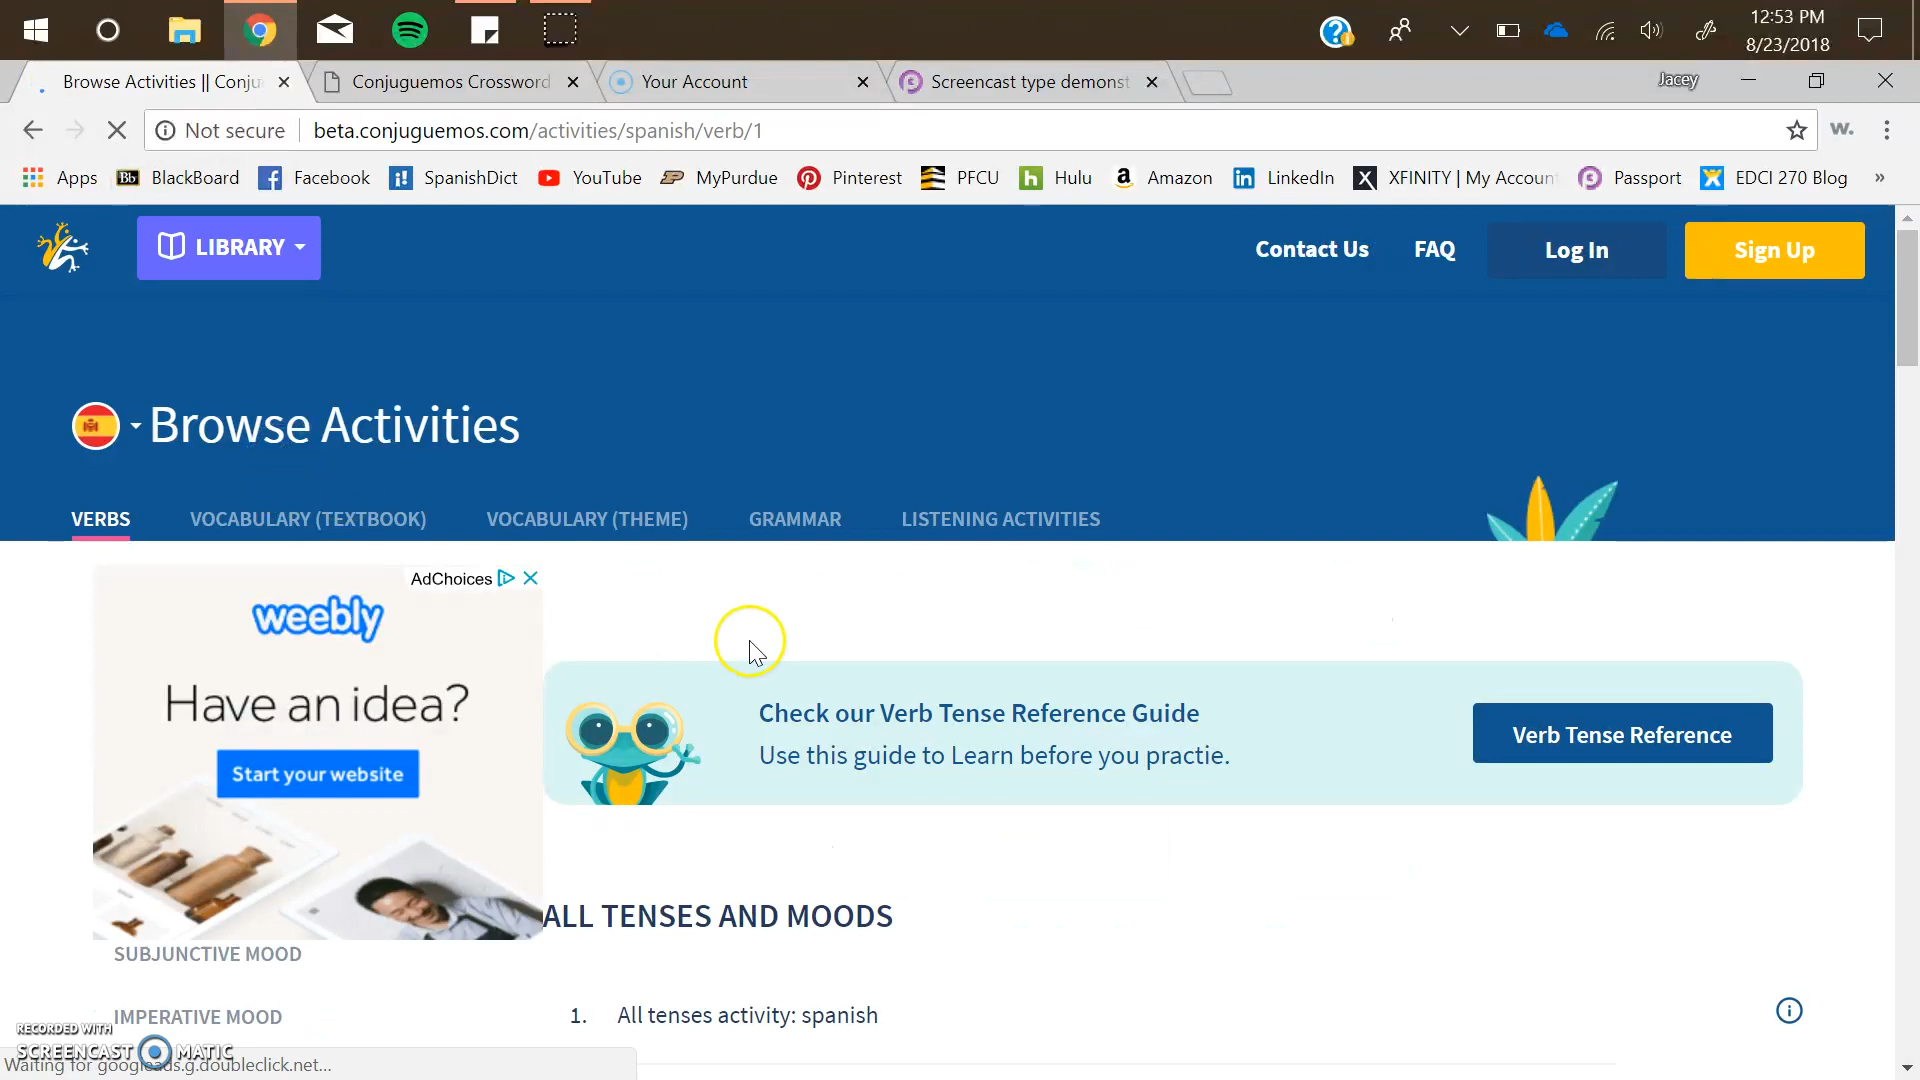 12:53 PM
8/23/2018
Browse Activities || Conju
Conjuguemos Crossword
Your Account
Screencast type demonst
Jacey
Not secure
beta.conjuguemos.com/activities/spanish/verb/1
w.
Apps
Bb BlackBoard
Facebook
SpanishDict
YouTube
MyPurdue
Pinterest
PFCU
h Hulu
a Amazon
in LinkedIn
X XFINITY | My Accoun
Passport
EDCI 270 Blog
»
LIBRARY
Contact Us
FAQ
Log In
Sign Up
Browse Activities
VERBS
VOCABULARY (TEXTBOOK)
VOCABULARY (THEME)
GRAMMAR
LISTENING ACTIVITIES
AdChoices
weebly
Have an idea?
Start your website
Check our Verb Tense Reference Guide
Use this guide to Learn before you practie.
Verb Tense Reference
ALL TENSES AND MOODS
SUBJUNCTIVE MOOD
1. All tenses activity: spanish
IMPERATIVE MOOD
RECORDED WITH
SCREENCAST MATIC
Waiting for googleads.g.doubleclick.net...